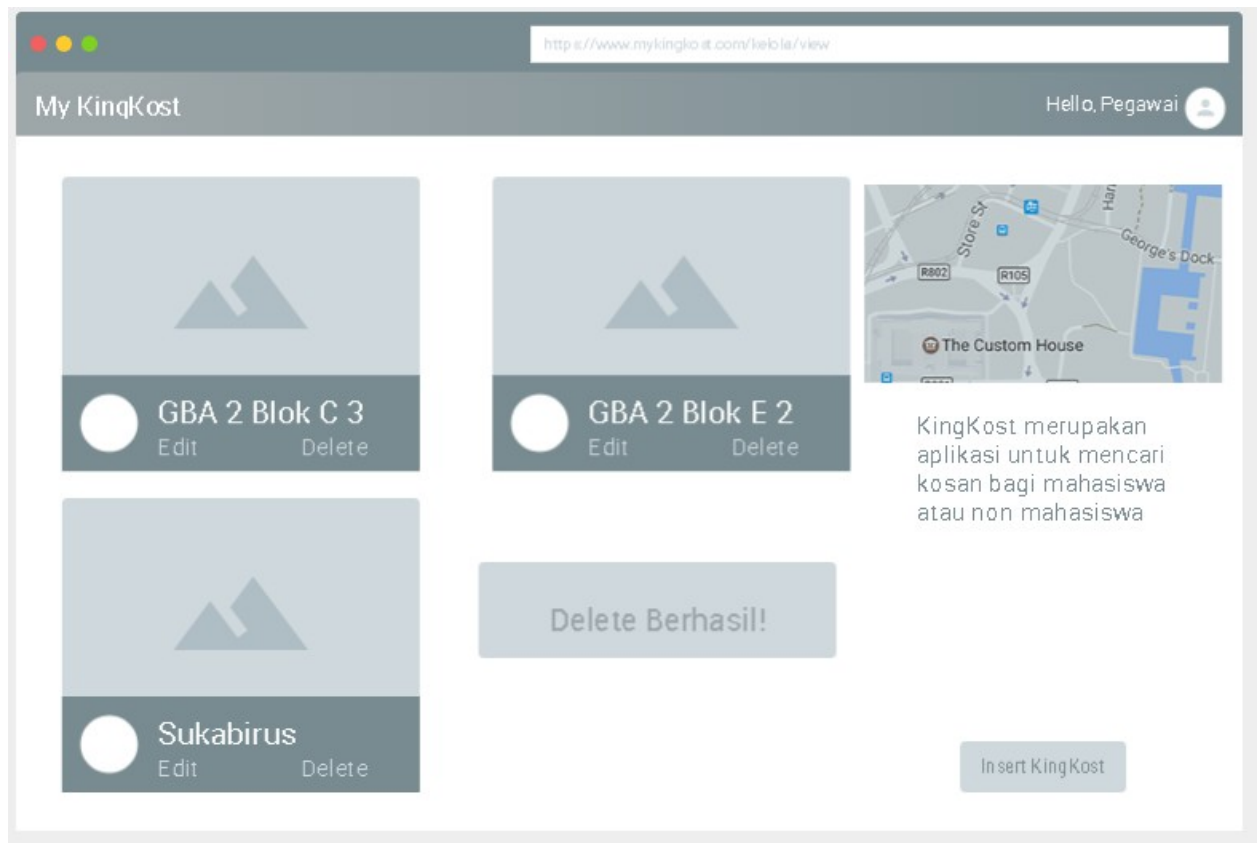 https://www.mykingkost.com/kelola/view
My KingKost
Hello, Pegawai
GBA 2 Blok C 3
Edit Delete
GBA 2 Blok E 2
Edit Delete
Store St
George's Dock
R802
R105
The Custom House
KingKost merupakan
aplikasi untuk mencari
kosan bagi mahasiswa
atau non mahasiswa
Sukabirus
Edit Delete
Delete Berhasil!
Insert KingKost